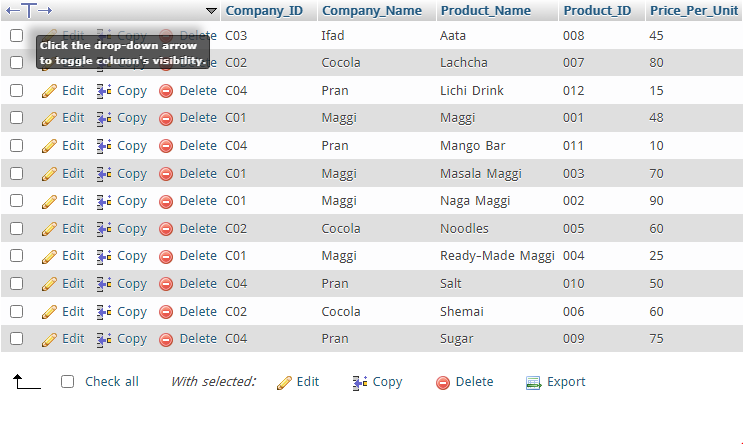 Company_ID Company_Name Product_Name Product_ID Price_Per_Unit
C03 Ifad Aata 008 45
Click the drop-down arrow
to toggle column's visibility.
Delete C02 Cocola Lachcha 007 80
Edit Copy Delete C04 Pran Lichi Drink 012 15
Edit Copy Delete C01 Maggi Maggi 001 48
Edit Copy Delete C04 Pran Mango Bar 011 10
Edit Copy Delete C01 Maggi Masala Maggi 003 70
Edit Copy Delete C01 Maggi Naga Maggi 002 90
Edit Copy Delete C02 Cocola Noodles 005 60
Edit Copy Delete C01 Maggi Ready-Made Maggi 004 25
Edit Copy Delete C04 Pran Salt 010 50
Edit Copy Delete C02 Cocola Shemai 006 60
Edit Copy Delete C04 Pran Sugar 009 75
Check all With selected: Edit Copy Delete Export